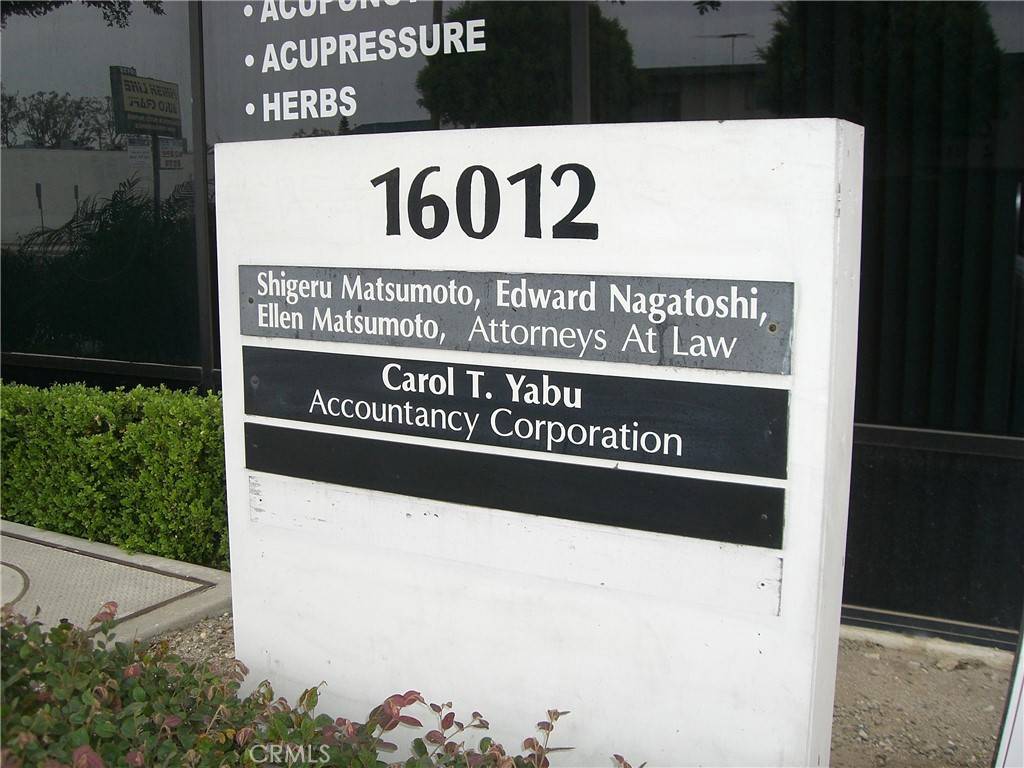 • ACUPRESSURE
• HERBS
16012
Shigeru Matsumoto, Edward Nagatoshi,
Ellen Matsumoto, Attorneys At Law
Carol T. Yabu
Accountancy Corporation
CRMLS